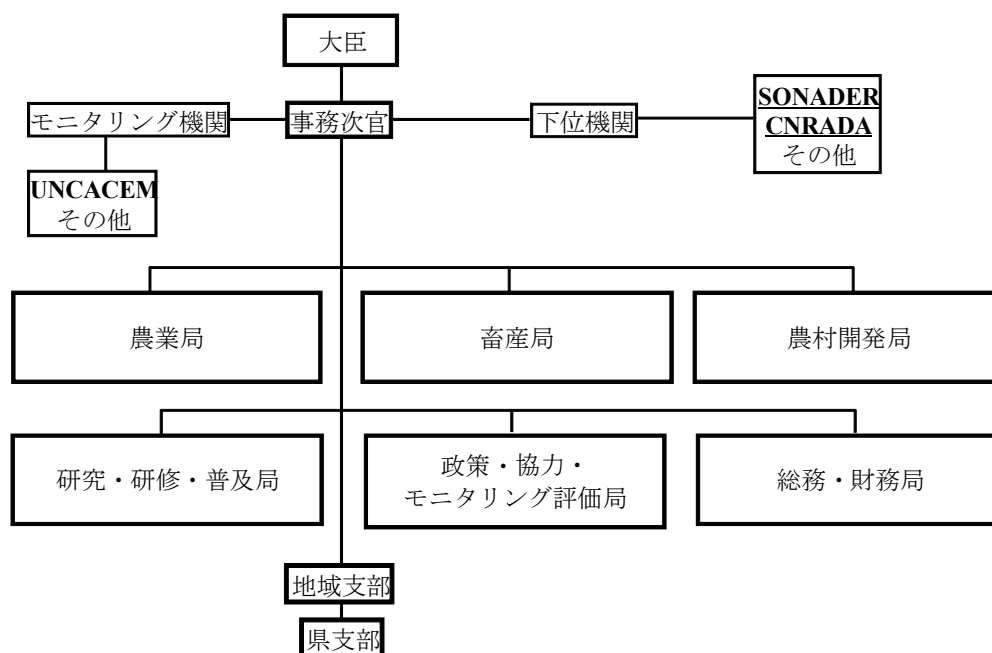 大臣
モニタリング機関
事務次官
下位機関
SONADER
CNRADA
その他
UNCACEM
その他
農業局
畜産局
農村開発局
研究・研修・普及局
政策・協力・
モニタリング評価局
総務・財務局
地域支部
県支部